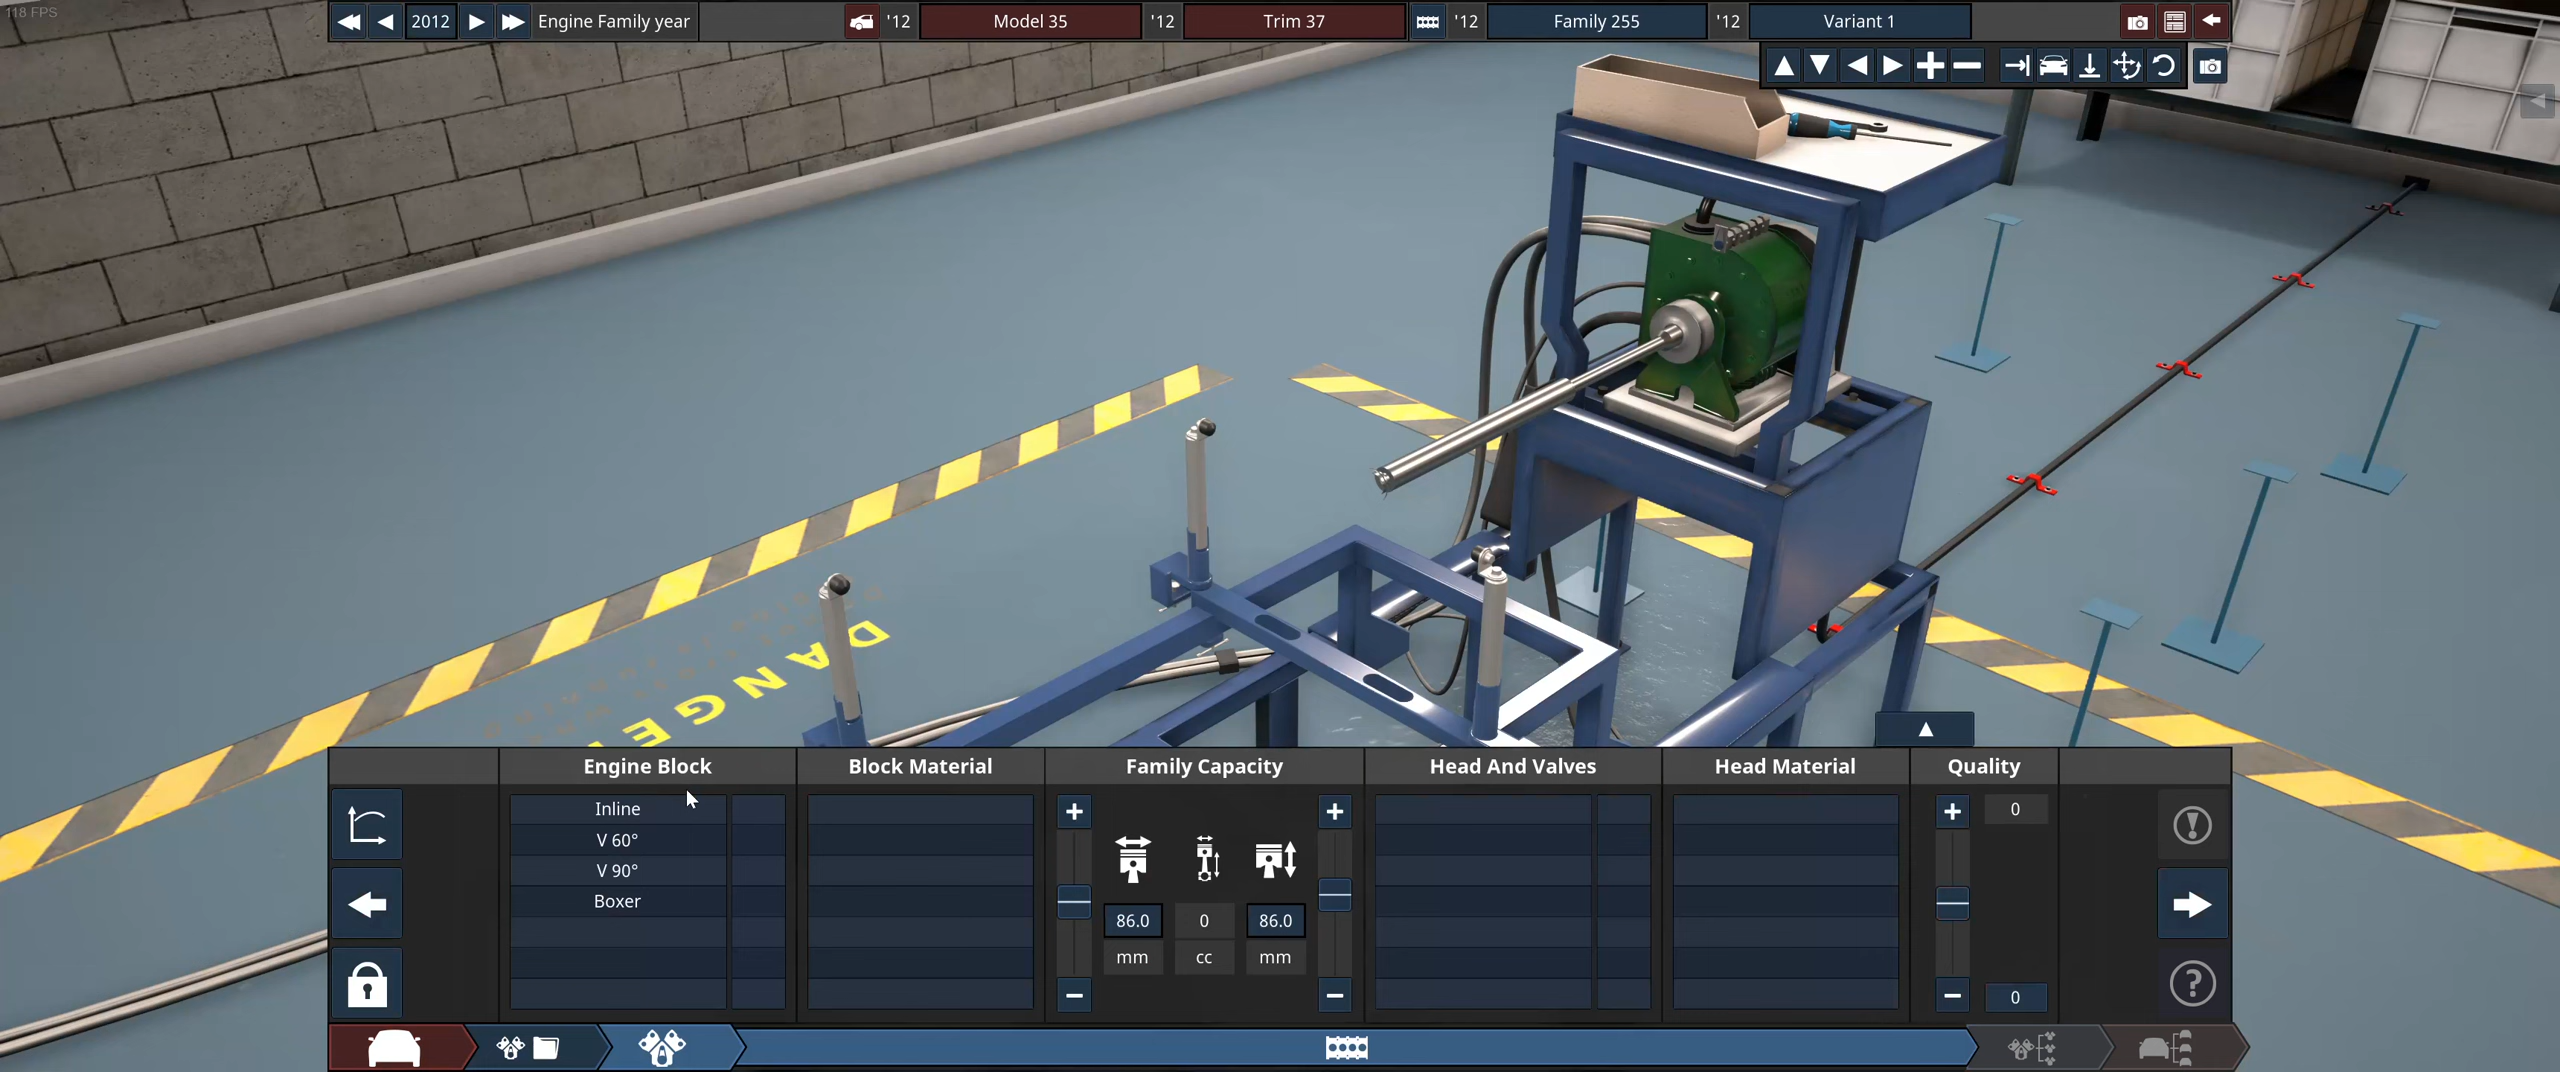 118 FPS
2012 Engine Family year '12 Model 35 '12 Trim 37 '12 Family 255 '12 Variant 1
DANGE
Engine Block Block Material Family Capacity Head And Valves Head Material Quality
Inline 0
V 60°
V 90°
Boxer
86.0 0 86.0
mm cc mm
0